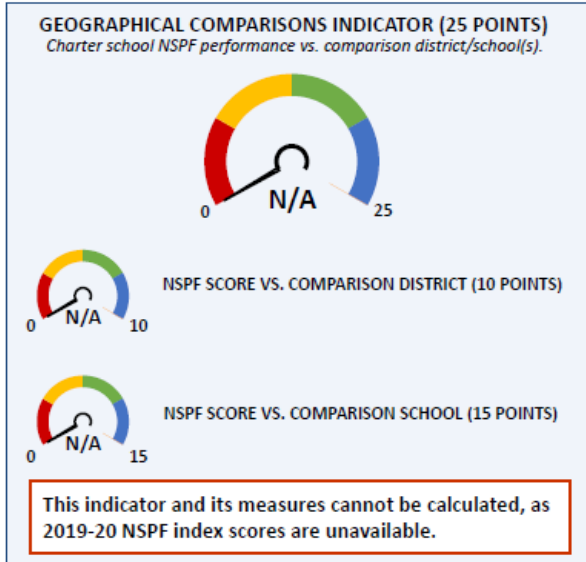 GEOGRAPHICAL COMPARISONS INDICATOR (25 POINTS)
Charter school NSPF performance vs. comparison district/school(s).
N/A
0
25
NSPF SCORE VS. COMPARISON DISTRICT (10 POINTS)
N/A
0
10
NSPF SCORE VS. COMPARISON SCHOOL (15 POINTS)
N/A
0
15
This indicator and its measures cannot be calculated, as
2019-20 NSPF index scores are unavailable.